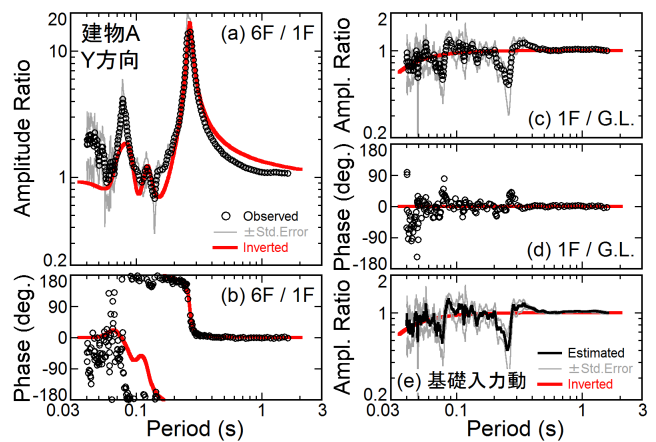 建物A
Y方向
(a) 6F / 1F
Amplitude Ratio
20
10
1
0.2
Observed
±Std.Error
Inverted
(b) 6F / 1F
Phase (deg.)
180
90
0
-90
-180
0.03
0.1
1
3
Period (s)
(c) 1F / G.L.
Ampl. Ratio
2
1
0.2
(d) 1F / G.L.
Phase (deg.)
180
90
0
-90
-180
(e) 基礎入力動
Ampl. Ratio
2
1
0.2
Estimated
±Std.Error
Inverted
0.03
0.1
1
3
Period (s)